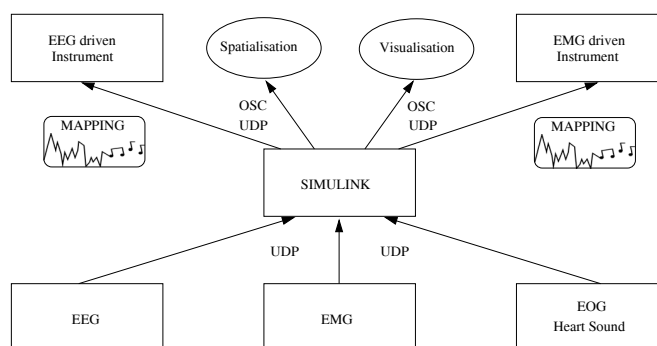 EEG driven
Instrument
Spatialisation
Visualisation
EMG driven
Instrument
OSC
UDP
OSC
UDP
MAPPING
MAPPING
SIMULINK
UDP
UDP
EEG
EMG
EOG
Heart Sound